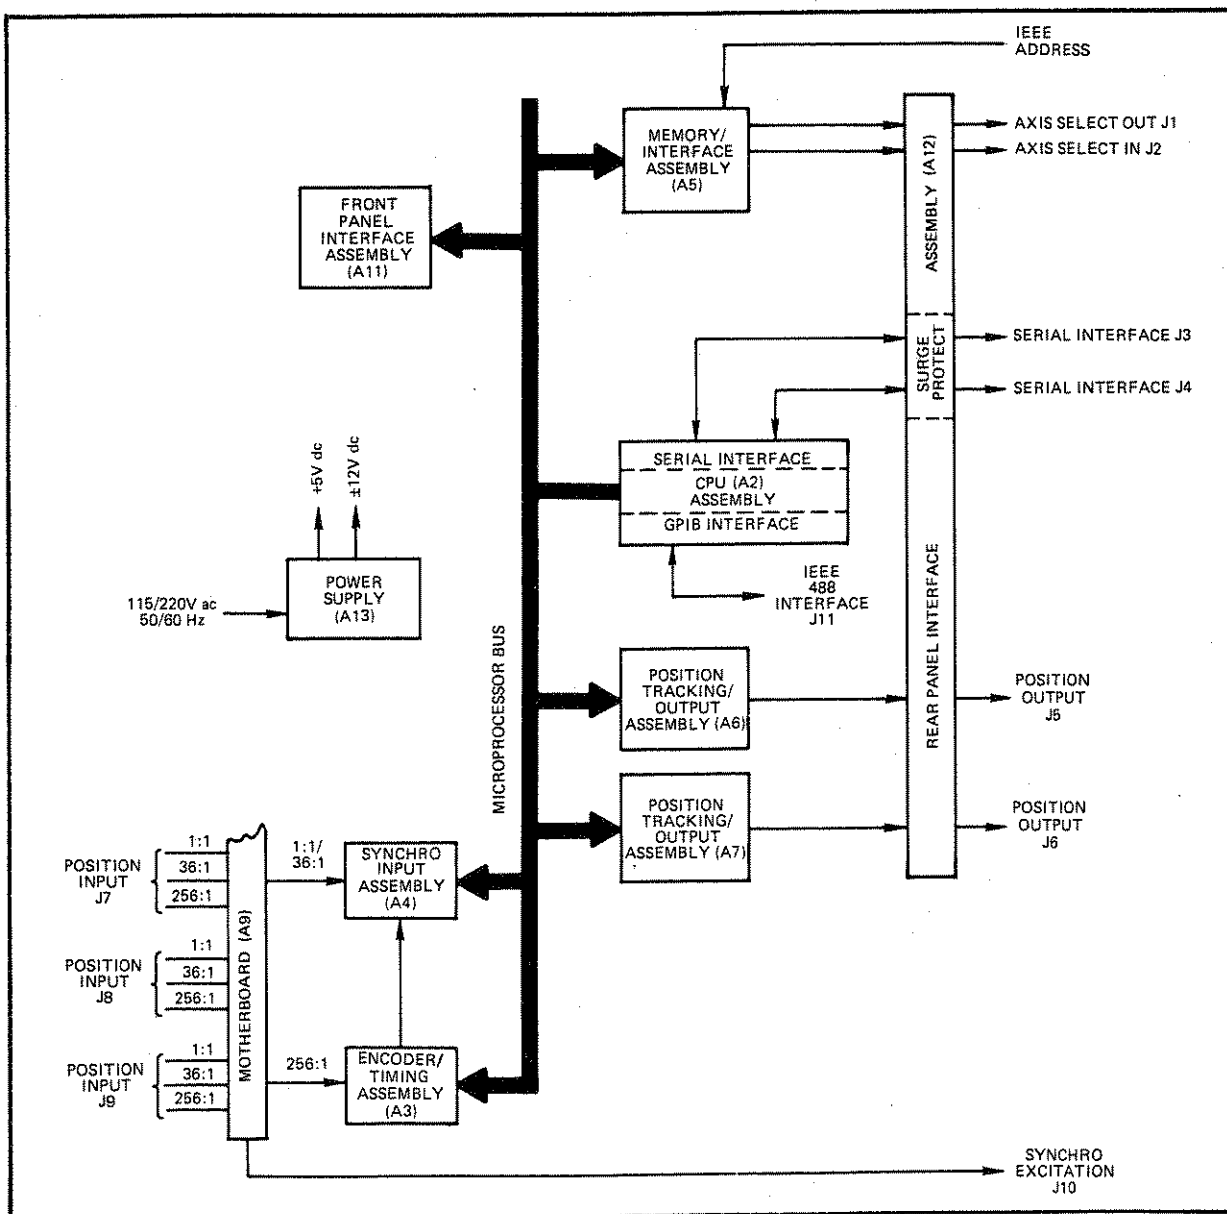 IEEE
ADDRESS
MEMORY/
INTERFACE
ASSEMBLY
(A5)
AXIS SELECT OUT J1
AXIS SELECT IN J2
ASSEMBLY (A12)
FRONT
PANEL
INTERFACE
ASSEMBLY
(A11)
SURGE
PROTECT
SERIAL INTERFACE J3
SERIAL INTERFACE J4
SERIAL INTERFACE
CPU (A2)
ASSEMBLY
GPIB INTERFACE
+5V dc
±12V dc
POWER
SUPPLY
(A13)
115/220V ac
50/60 Hz
IEEE
488
INTERFACE
J11
MICROPROCESSOR BUS
REAR PANEL INTERFACE
POSITION
TRACKING/
OUTPUT
ASSEMBLY (A6)
POSITION
OUTPUT
J5
POSITION
TRACKING/
OUTPUT
ASSEMBLY (A7)
POSITION
OUTPUT
J6
POSITION
INPUT
J7
1:1
36:1
256:1
1:1/
36:1
SYNCHRO
INPUT
ASSEMBLY
(A4)
MOTHERBOARD (A9)
POSITION
INPUT
J8
1:1
36:1
256:1
POSITION
INPUT
J9
1:1
36:1
256:1
256:1
ENCODER/
TIMING
ASSEMBLY
(A3)
SYNCHRO
EXCITATION
J10